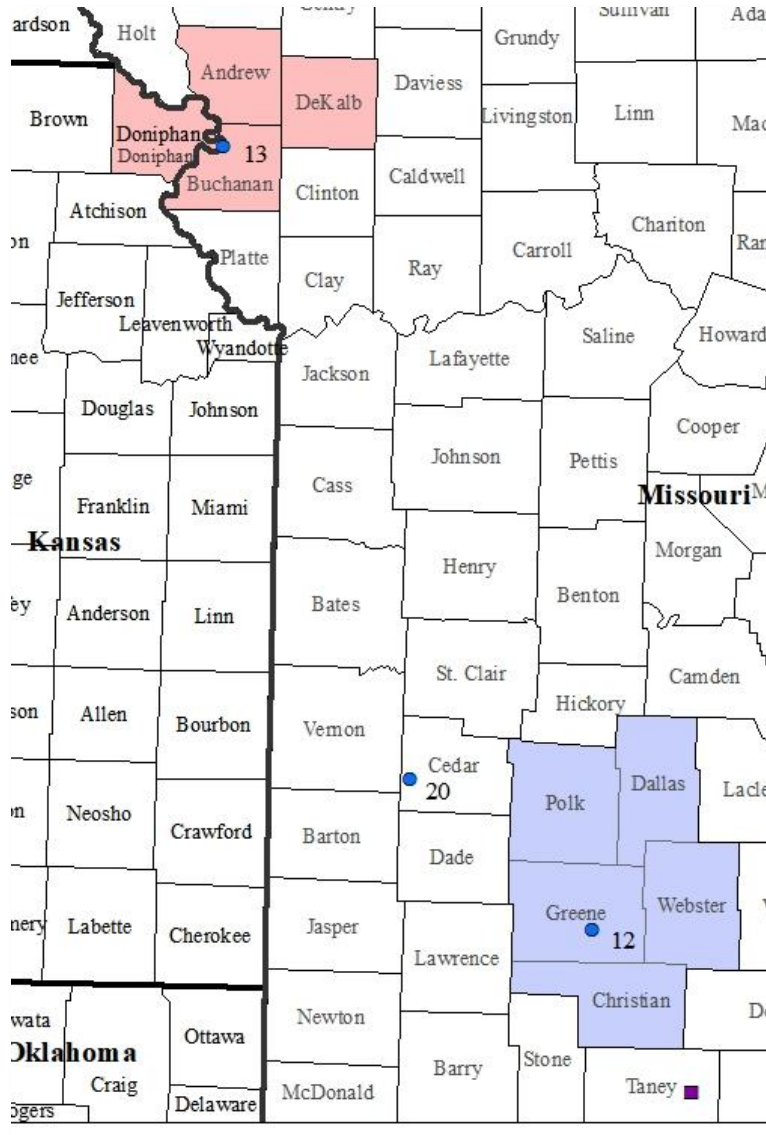 ardson
Holt
Grundy
Andrew
DeKalb
Daviess
Brown
Livingston
Linn
Doniphan
Doniphan
13
Buchanan
Caldwell
Clinton
Atchison
Chariton
Platte
Carroll
Ray
Clay
Jefferson
Leavenworth
Saline
Howard
Wyandotte
Lafayette
Jackson
Douglas
Johnson
Cooper
Johnson
Pettis
Cass
Franklin
Miami
Missouri
Kansas
Morgan
Henry
Benton
Bates
Anderson
Linn
St. Clair
Camden
Allen
Hickory
Bourbon
Vernon
Cedar
Dallas
20
Polk
Neosho
Crawford
Barton
Dade
Webster
Greene
Labette
Jasper
Cherokee
12
Lawrence
Christian
Newton
Ottawa
Oklahoma
Stone
Barry
Craig
Taney
McDonald
Delaware